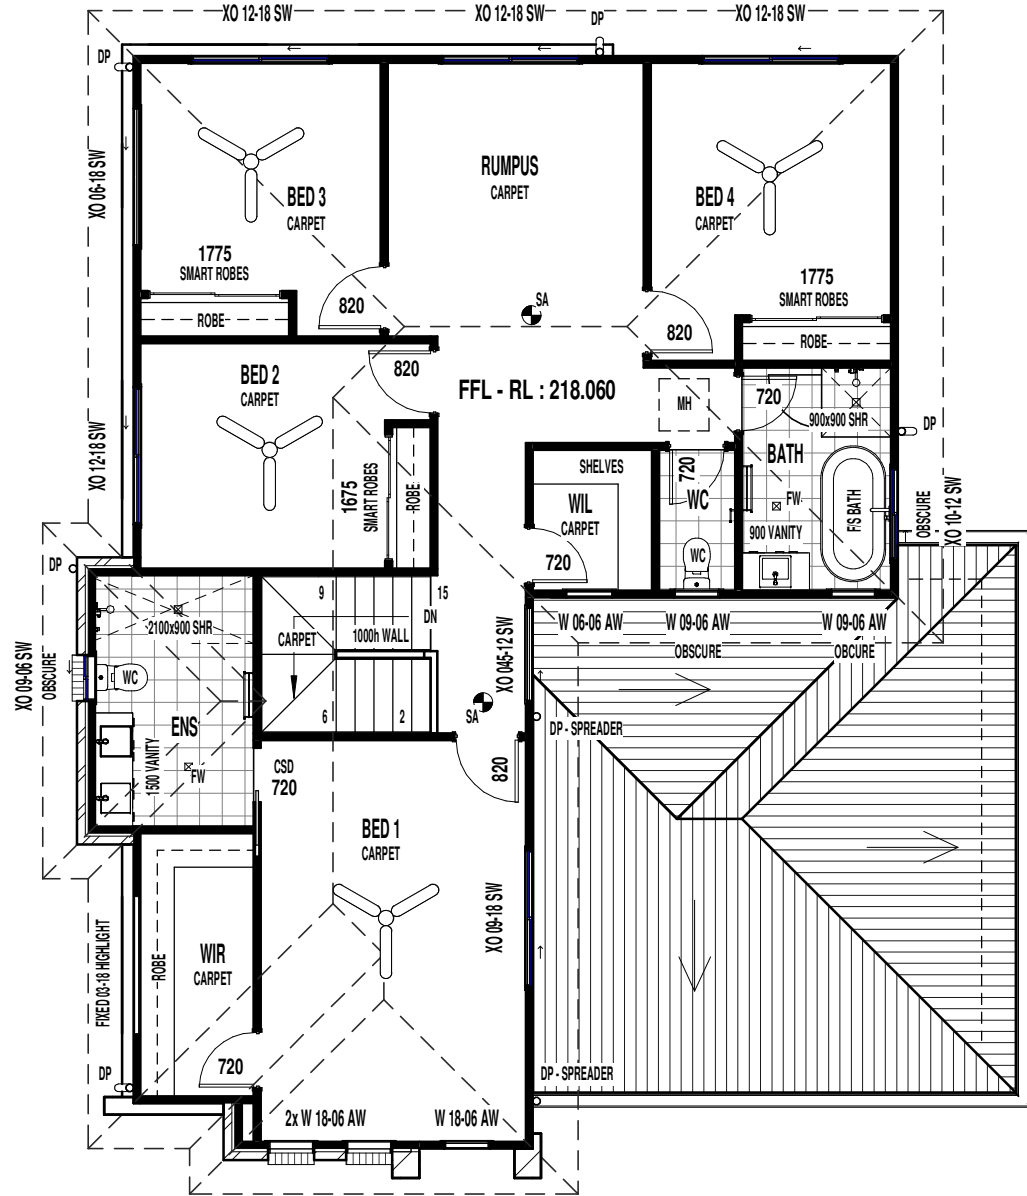 XO 12-18 SW
XO 12-18 SW
XO 12-18 SW
DP
DP
XO 06-18 SW
BED 3
CARPET
RUMPUS
CARPET
BED 4
CARPET
1775
SMART ROBES
ROBE
820
SA
1775
SMART ROBES
ROBE
820
XO 12-18 SW
BED 2
CARPET
820
FFL - RL : 218.060
MH
720
900x900 SHR
DP
1675
SMART ROBES
ROBE
SHELVES
WIL
CARPET
720
720
WC
WC
BATH
FW
900 VANITY
F/S BATH
OBSCURE
XO 10-12 SW
DP
9
15
DN
2100x900 SHR
CARPET
1000h WALL
W 06-06 AW
W 09-06 AW
W 09-06 AW
OBSCURE
OBCURE
XO 09-06 SW
OBSCURE
WC
XO 045-12 SW
6
2
SA
ENS
DP - SPREADER
1500 VANITY
FW
CSD
720
820
BED 1
CARPET
XO 09-18 SW
FIXED 03-18 HIGHLIGHT
ROBE
WIR
CARPET
720
DP
DP - SPREADER
2x W 18-06 AW
W 18-06 AW